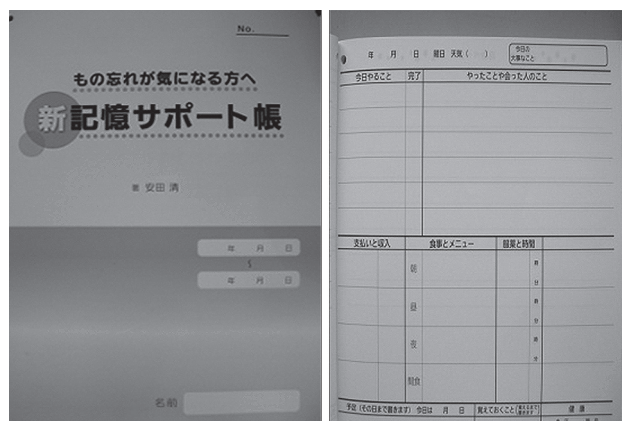 No.
もの忘れが気になる方へ
新記憶サポート帳
著 安田 清
年 月 日
年 月 日
名前
年 月 日 曜日 天気( ) 今日の大事なこと
今日やること 完了 やったことや会った人のこと
支払いと収入 食事とメニュー 服薬と時間
朝 時
分
昼 時
分
夜 時
分
間食
予定(その日まで書きます) 今日は 月 日 覚えておくこと 健康